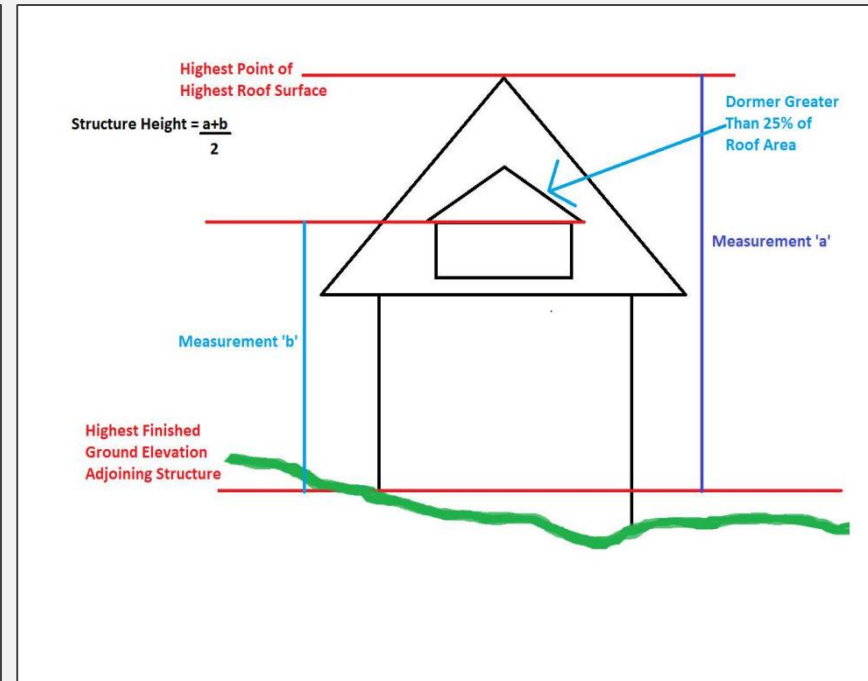 Highest Point of
Highest Roof Surface
Structure Height = a+b
2
Dormer Greater
Than 25% of
Roof Area
Measurement 'a'
Measurement 'b'
Highest Finished
Ground Elevation
Adjoining Structure